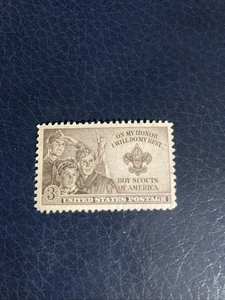 ON MY HONOR
I WILL DO MY BEST
BOY SCOUTS
OF AMERICA
3¢
UNITED STATES POSTAGE